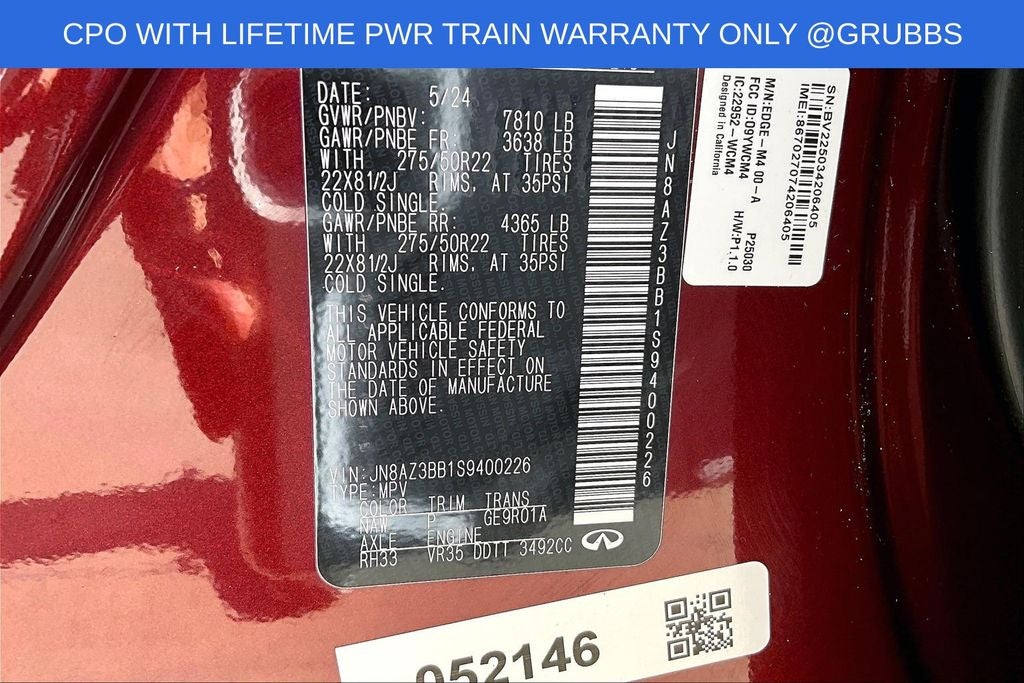 CPO WITH LIFETIME PWR TRAIN WARRANTY ONLY @GRUBBS
DATE: 5/24
GVWR/PNBV: 7810 LB
GAWR/PNBE FR: 3638 LB
WITH 275/50R22 TIRES
22X81/2J RIMS, AT 35PSI
COLD SINGLE.
GAWR/PNBE RR: 4365 LB
WITH 275/50R22 TIRES
22X81/2J RIMS, AT 35PSI
COLD SINGLE.
THIS VEHICLE CONFORMS TO
ALL APPLICABLE FEDERAL
MOTOR VEHICLE SAFETY
STANDARDS IN EFFECT ON
THE DATE OF MANUFACTURE
SHOWN ABOVE.
VIN:JN8AZ3BB1S9400226
TYPE:MPV
COLOR TRIM TRANS
NAW P GE9R01A
AXLE ENGINE
RH33 VR35 DDTT 3492CC
JN8AZ3BB1S9400226
M/N:EDGE-M4 00-A P25030
FCC ID:O9YWCM4 H/W:P1.1.0
IC:22952-WCM4
Designed in California
SN:BV225034206405
IMEI:867027074206405
052146